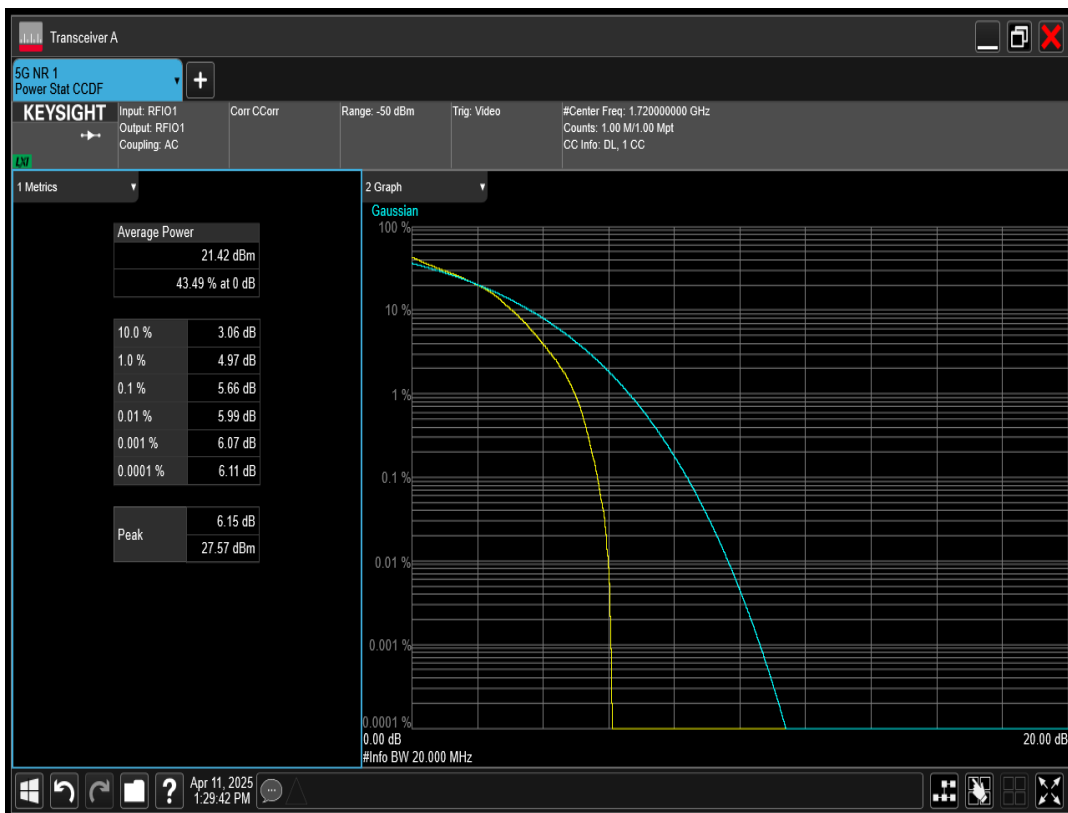 Transceiver A
5G NR 1
Power Stat CCDF
+
KEYSIGHT
LXI
Input: RFIO1
Output: RFIO1
Coupling: AC
Corr CCorr
Range: -50 dBm
Trig: Video
#Center Freq: 1.720000000 GHz
Counts: 1.00 M/1.00 Mpt
CC Info: DL, 1 CC
1 Metrics
Average Power
21.42 dBm
43.49 % at 0 dB
10.0 % 3.06 dB
1.0 % 4.97 dB
0.1 % 5.66 dB
0.01 % 5.99 dB
0.001 % 6.07 dB
0.0001 % 6.11 dB
Peak 6.15 dB
27.57 dBm
2 Graph
Gaussian
100 %
10 %
1 %
0.1 %
0.01 %
0.001 %
0.0001 %
0.00 dB 20.00 dB
#Info BW 20.000 MHz
? Apr 11, 2025
1:29:42 PM